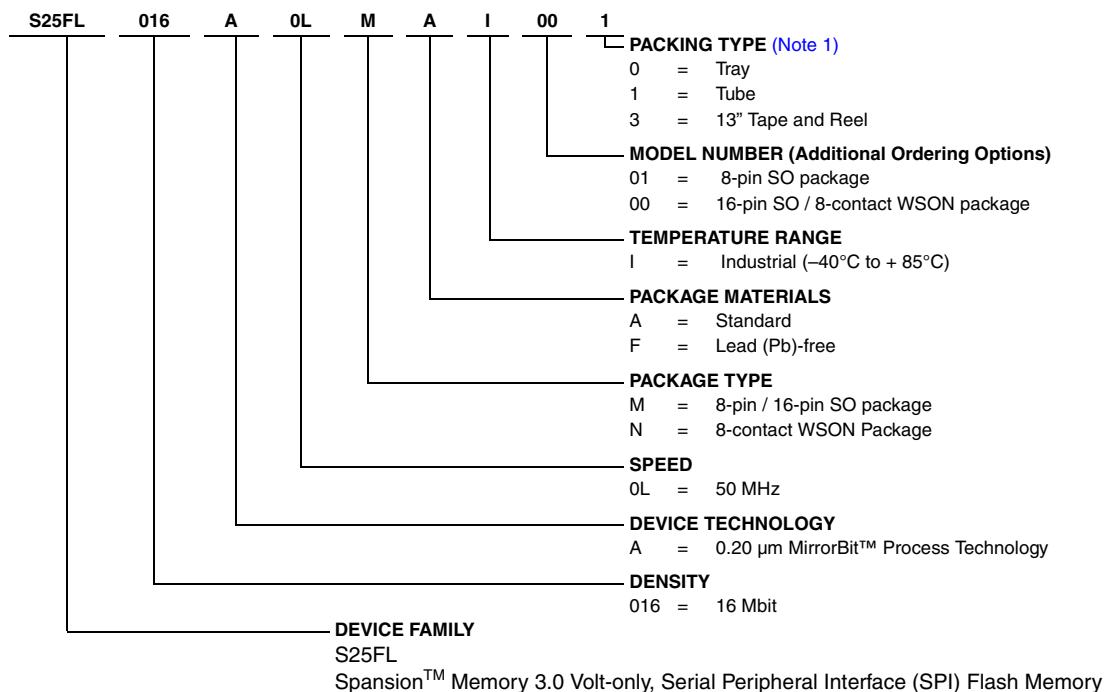 S25FL 016 A 0L M A I 00 1
PACKING TYPE (Note 1)
0 = Tray
1 = Tube
3 = 13” Tape and Reel
MODEL NUMBER (Additional Ordering Options)
01 = 8-pin SO package
00 = 16-pin SO / 8-contact WSON package
TEMPERATURE RANGE
I = Industrial (–40°C to + 85°C)
PACKAGE MATERIALS
A = Standard
F = Lead (Pb)-free
PACKAGE TYPE
M = 8-pin / 16-pin SO package
N = 8-contact WSON Package
SPEED
0L = 50 MHz
DEVICE TECHNOLOGY
A = 0.20 µm MirrorBit™ Process Technology
DENSITY
016 = 16 Mbit
DEVICE FAMILY
S25FL
Spansion™ Memory 3.0 Volt-only, Serial Peripheral Interface (SPI) Flash Memory